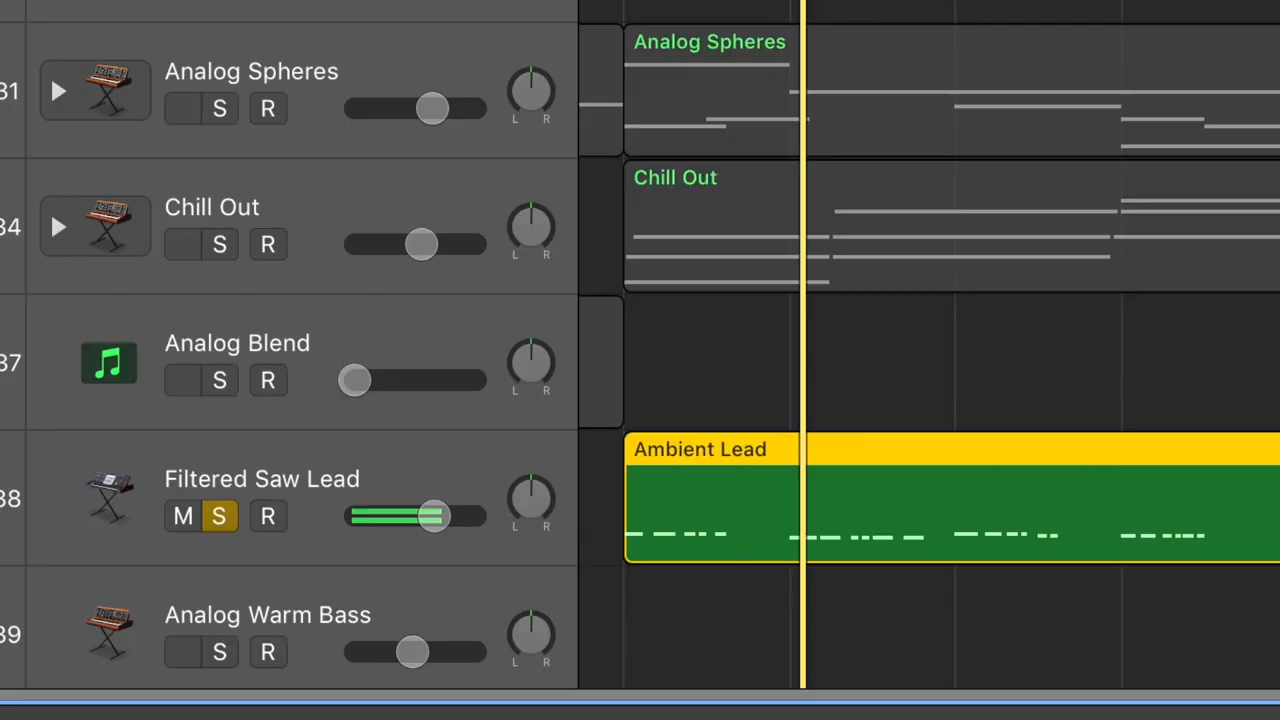 Analog Spheres
31
Analog Spheres
S R
L R
Chill Out
34
Chill Out
S R
L R
37
Analog Blend
S R
L R
Ambient Lead
38
Filtered Saw Lead
M S R
L R
39
Analog Warm Bass
S R
L R